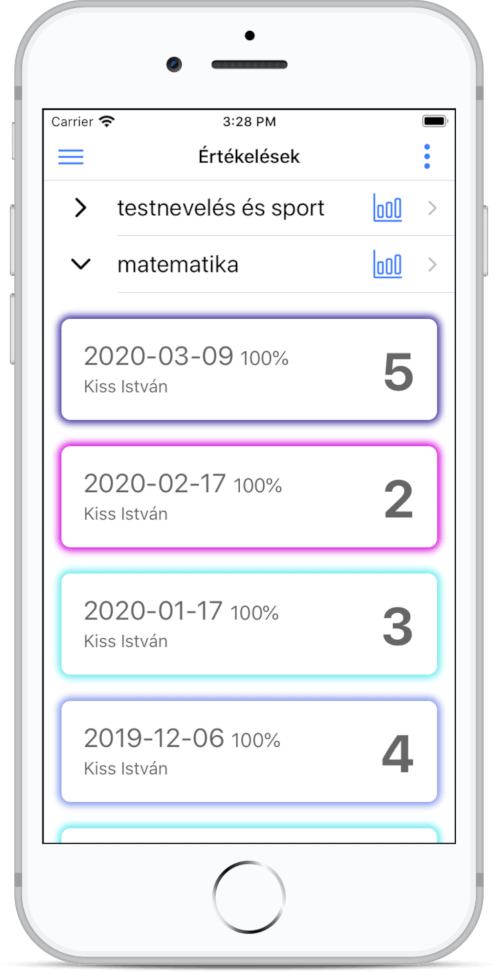 Carrier 3:28 PM
Értékelések
testnevelés és sport
matematika
2020-03-09 100%
Kiss István
5
2020-02-17 100%
Kiss István
2
2020-01-17 100%
Kiss István
3
2019-12-06 100%
Kiss István
4